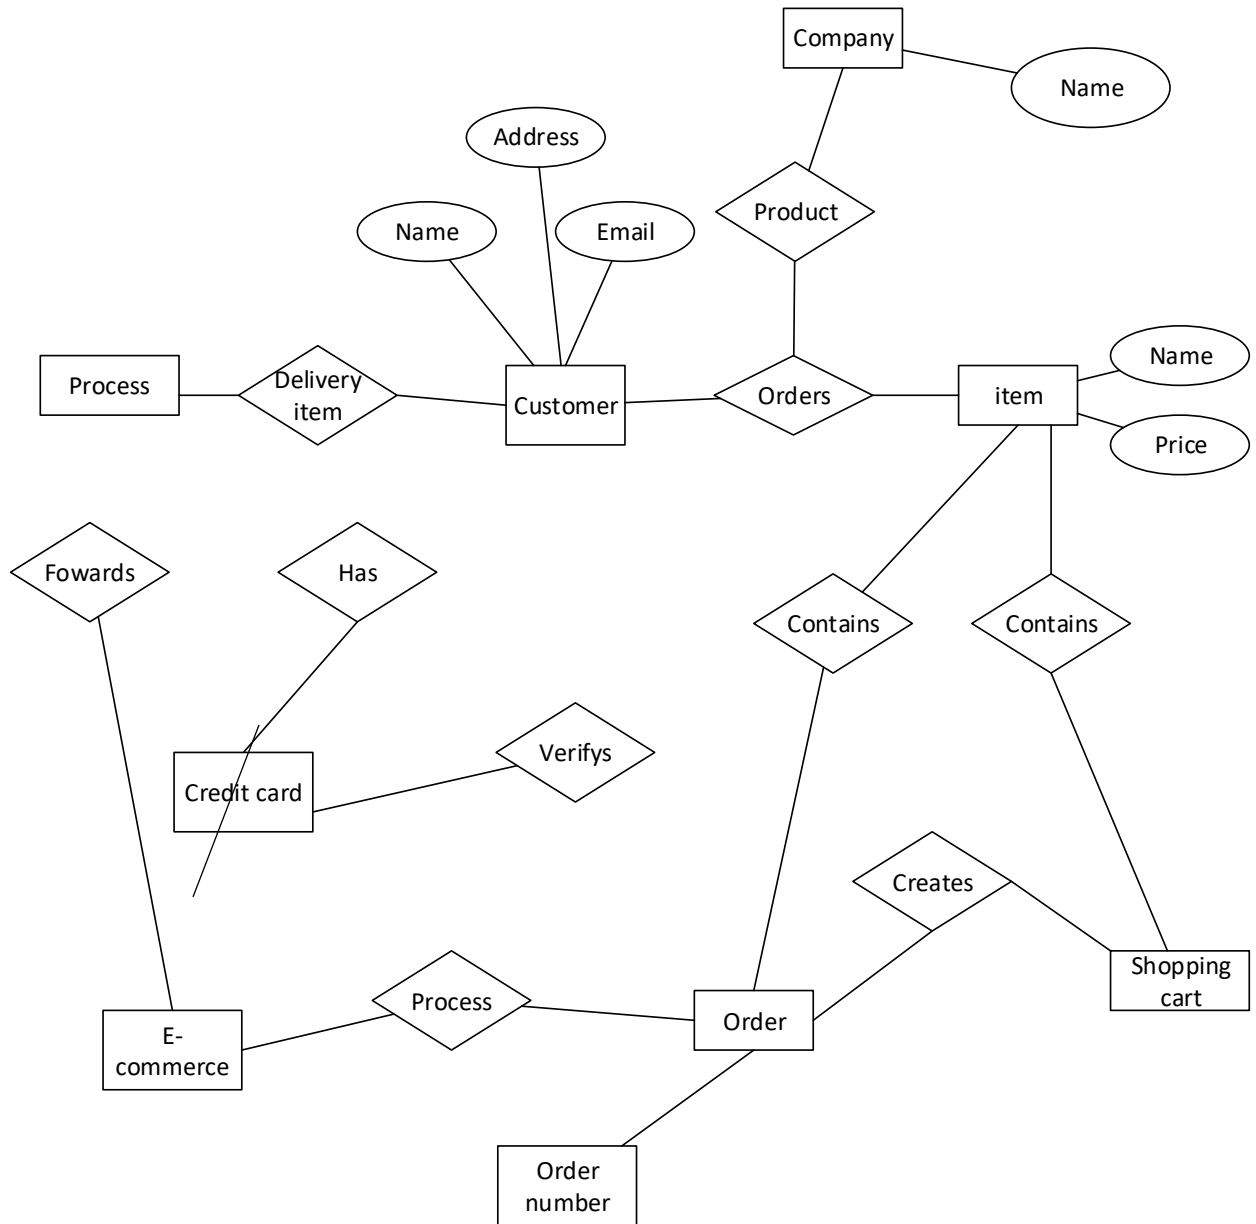 Company
Name
Address
Name
Email
Product
Process
Delivery
item
Customer
Orders
item
Name
Price
Fowards
Has
Contains
Contains
Verifys
Credit card
Creates
Shopping
cart
Process
Order
E-
commerce
Order
number